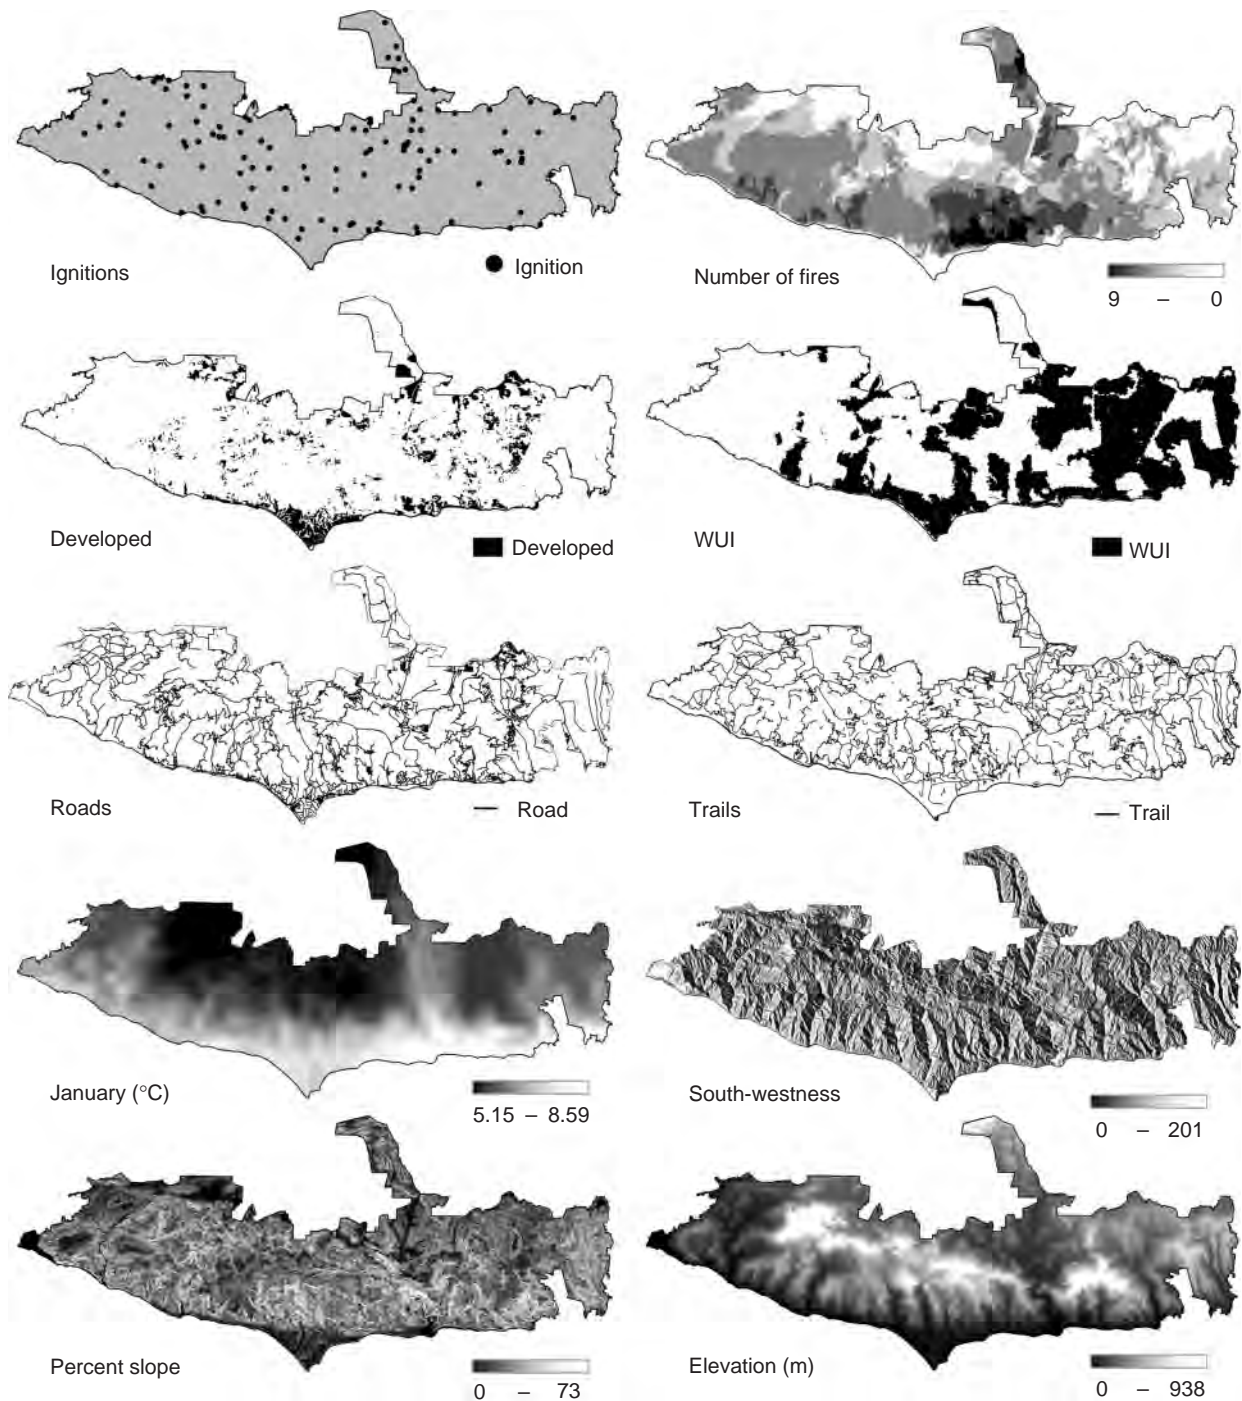 Ignitions
Ignition
Number of fires
9 – 0
Developed
Developed
WUI
WUI
Roads
Road
Trails
Trail
January (°C)
5.15 – 8.59
South-westness
0 – 201
Percent slope
0 – 73
Elevation (m)
0 – 938